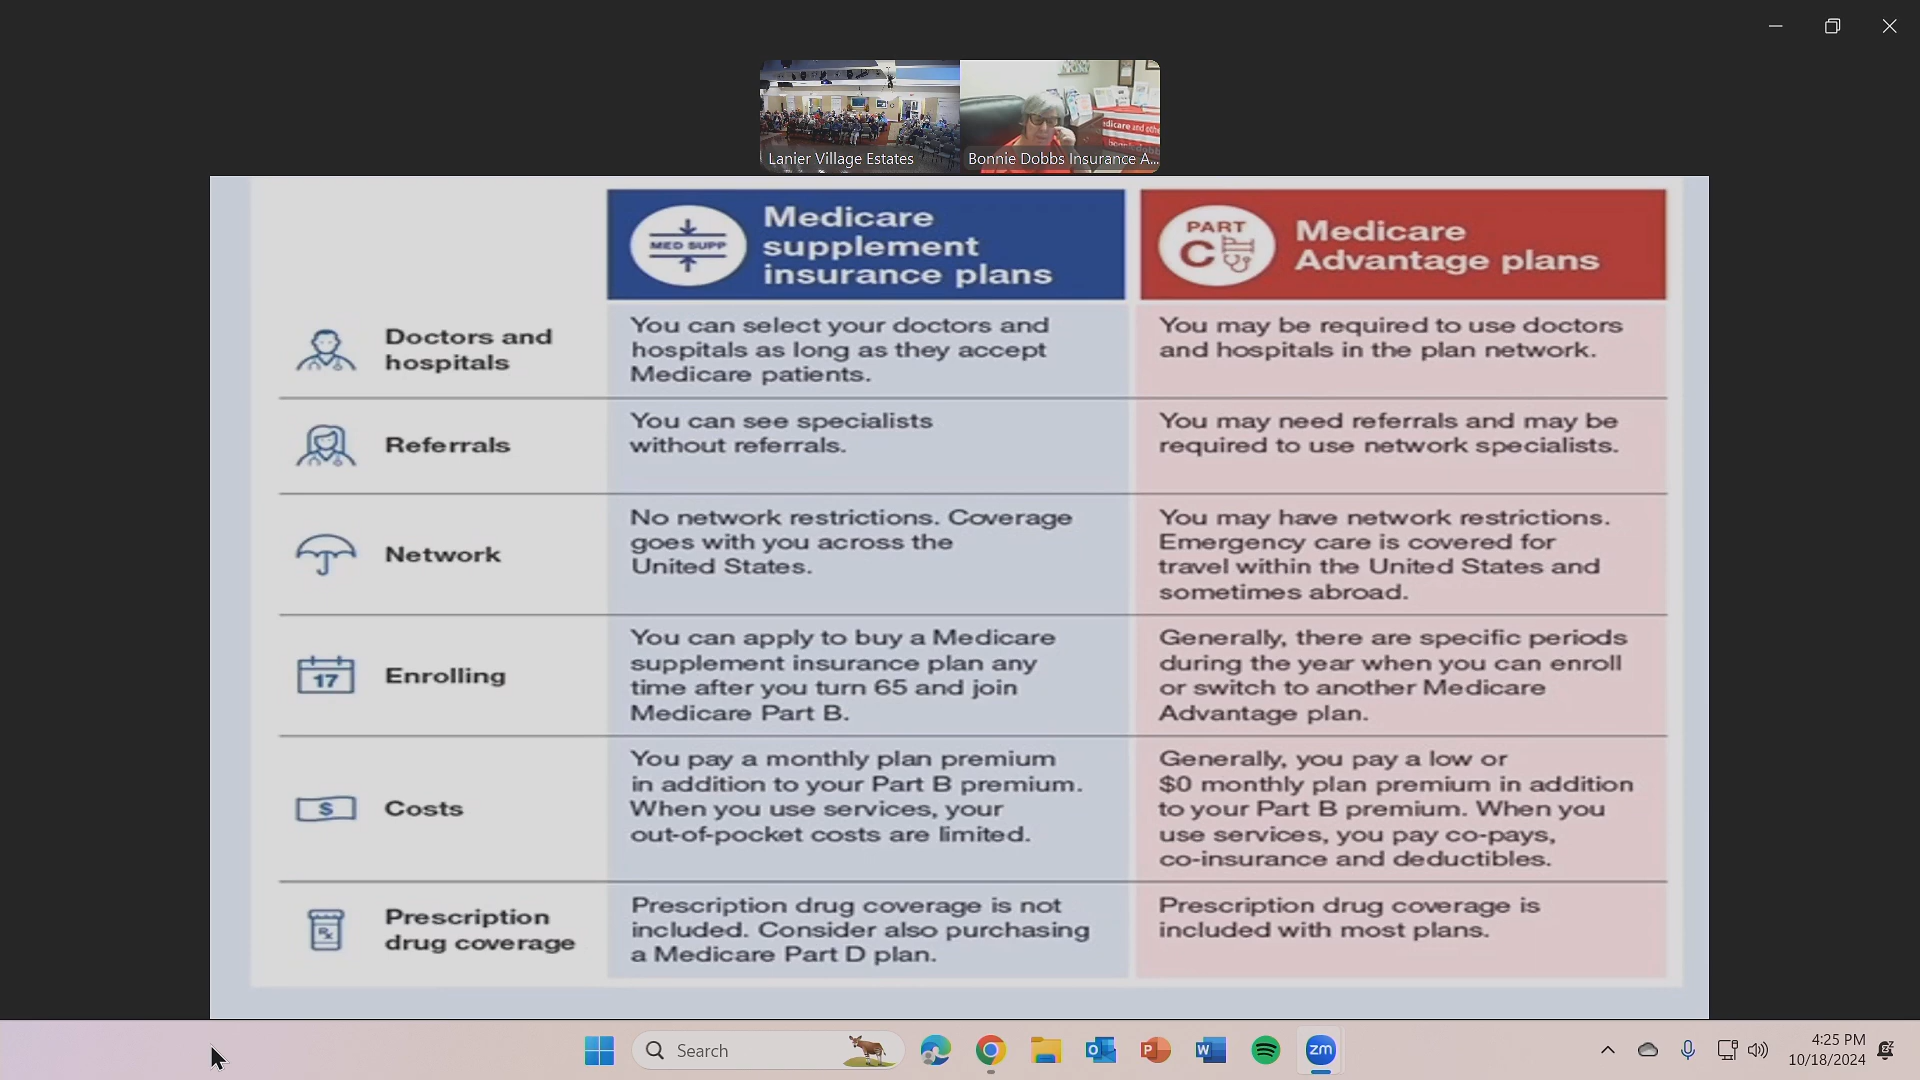 Lanier Village Estates
Bonnie Dobbs Insurance A...
edicare and othe
MED SUPP
Medicare
supplement
insurance plans
PART
C
Medicare
Advantage plans
Doctors and
hospitals
You can select your doctors and
hospitals as long as they accept
Medicare patients.
You may be required to use doctors
and hospitals in the plan network.
Referrals
You can see specialists
without referrals.
You may need referrals and may be
required to use network specialists.
Network
No network restrictions. Coverage
goes with you across the
United States.
You may have network restrictions.
Emergency care is covered for
travel within the United States and
sometimes abroad.
17
Enrolling
You can apply to buy a Medicare
supplement insurance plan any
time after you turn 65 and join
Medicare Part B.
Generally, there are specific periods
during the year when you can enroll
or switch to another Medicare
Advantage plan.
$
Costs
You pay a monthly plan premium
in addition to your Part B premium.
When you use services, your
out-of-pocket costs are limited.
Generally, you pay a low or
$0 monthly plan premium in addition
to your Part B premium. When you
use services, you pay co-pays,
co-insurance and deductibles.
Rx
Prescription
drug coverage
Prescription drug coverage is not
included. Consider also purchasing
a Medicare Part D plan.
Prescription drug coverage is
included with most plans.
Search
zm
4:25 PM
10/18/2024